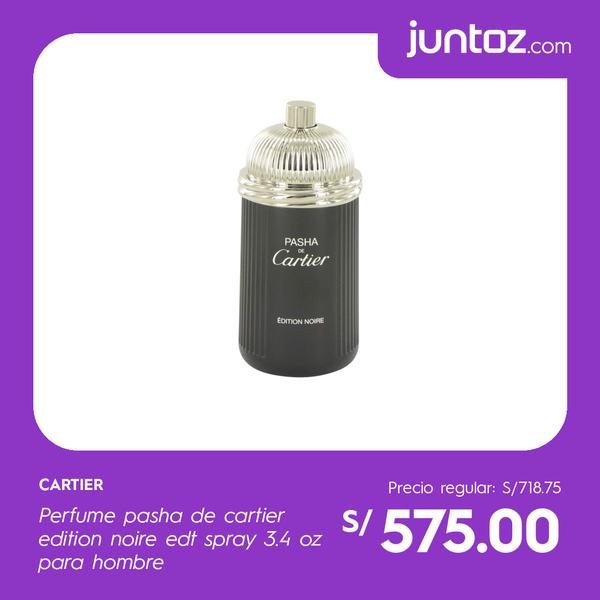 juntoz.com
PASHA
DE
Cartier
ÉDITION NOIRE
CARTIER
Perfume pasha de cartier
edition noire edt spray 3.4 oz
para hombre
Precio regular: S/718.75
S/ 575.00